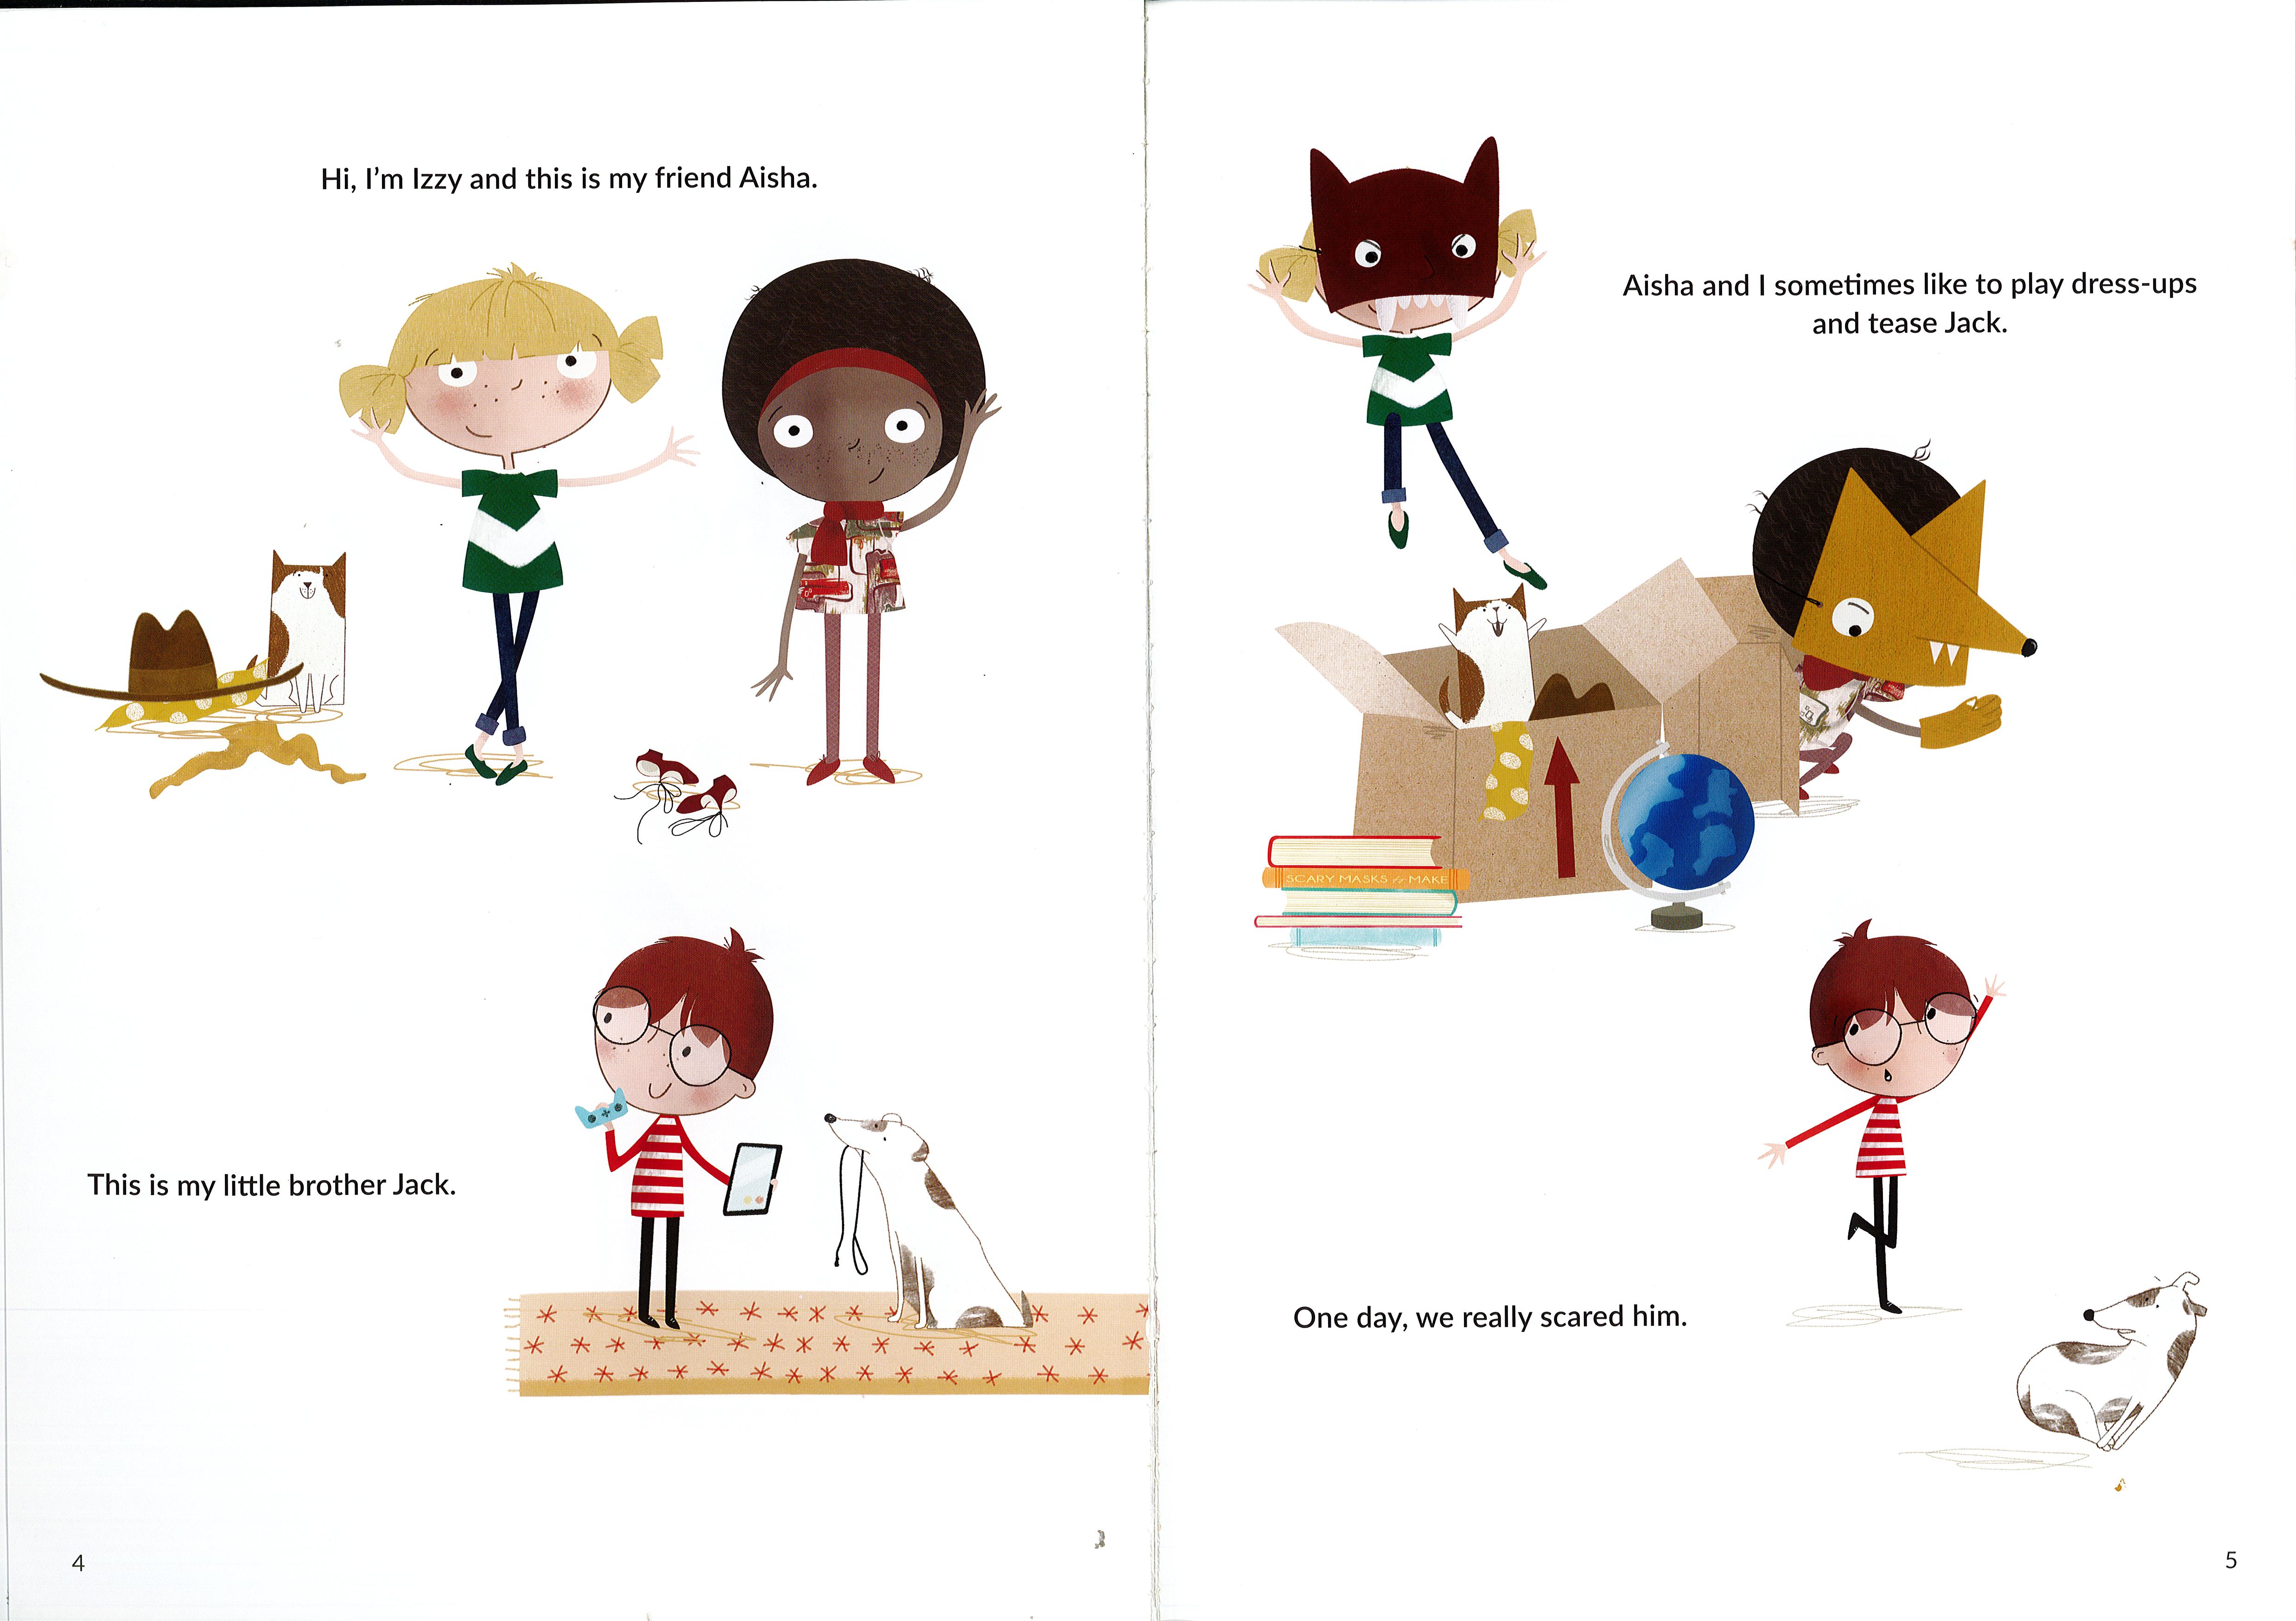 Hi, I'm Izzy and this is my friend Aisha.
This is my little brother Jack.
4
Aisha and I sometimes like to play dress-ups
and tease Jack.
SCARY MASKS to MAKE
One day, we really scared him.
5